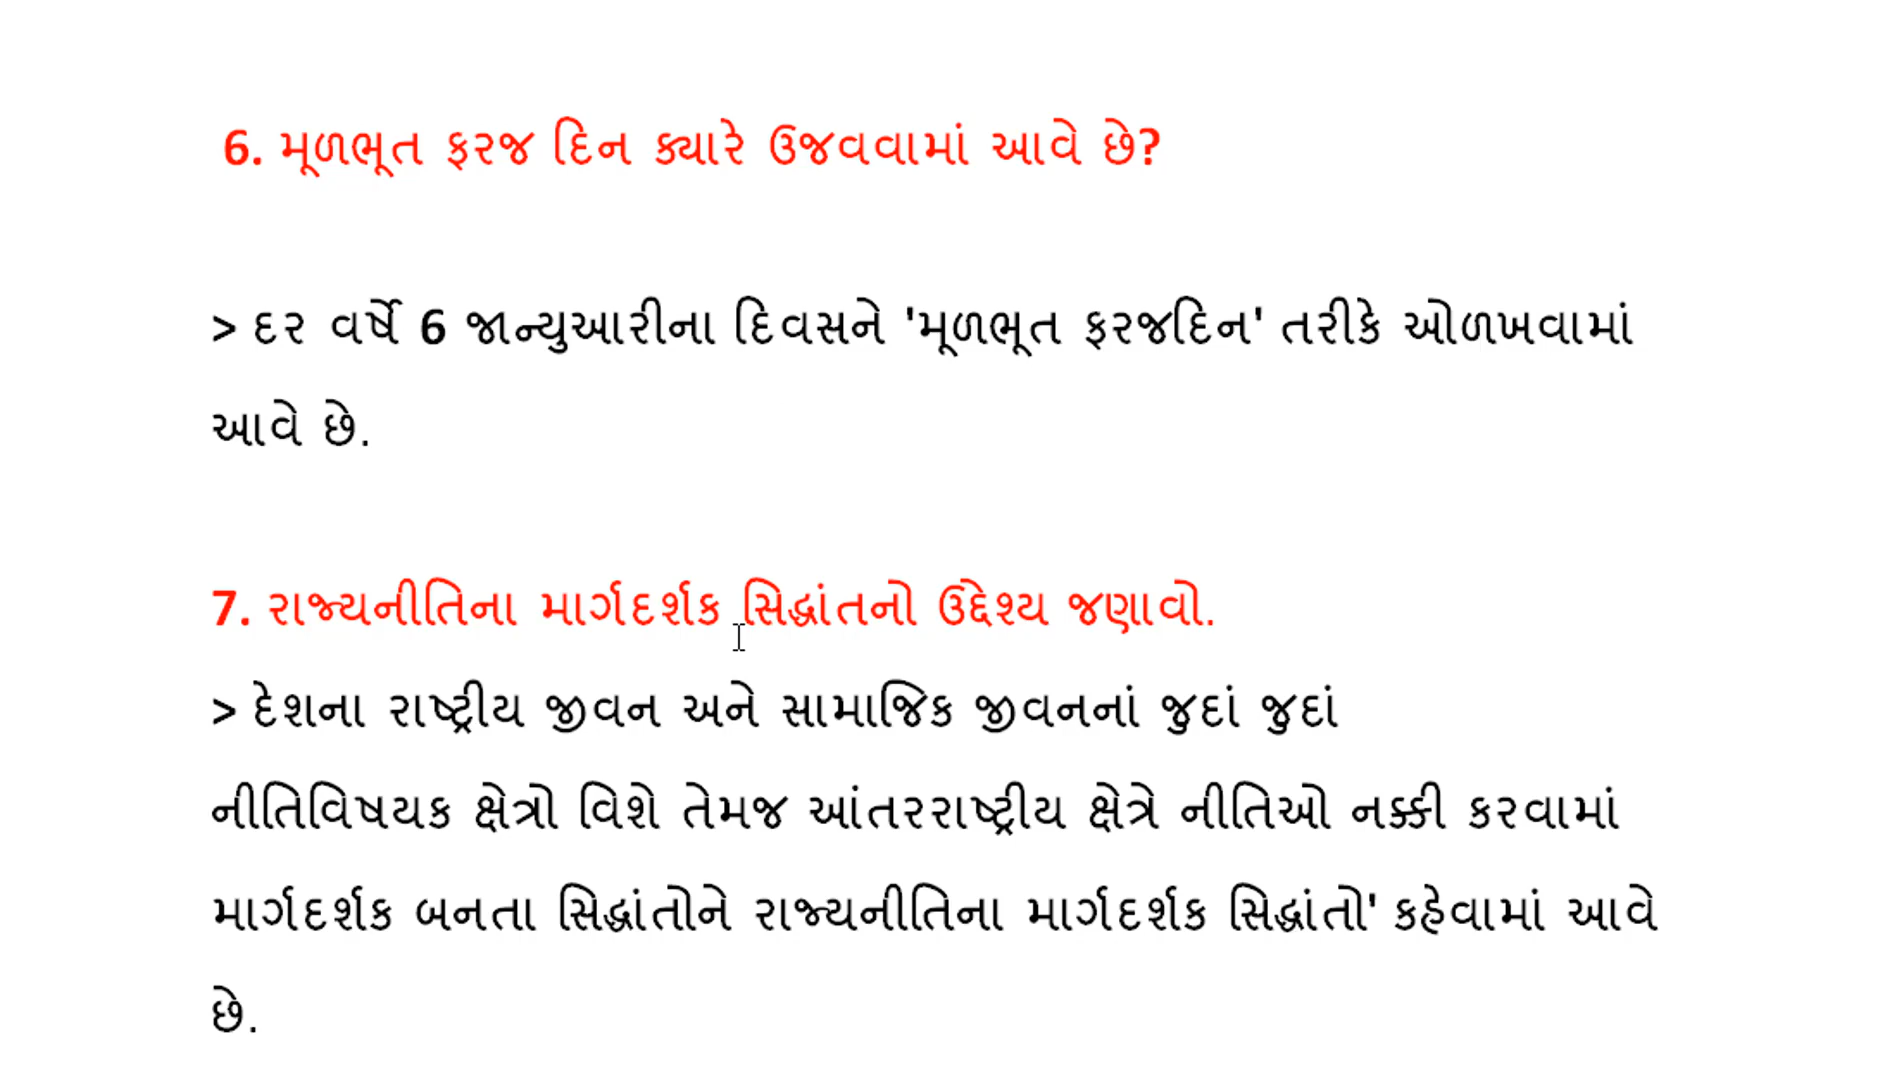 6. મૂળભૂત ફરજ દિન ક્યારે ઉજવવામાં આવે છે?
> દર વર્ષે 6 જાન્યુઆરીના દિવસને 'મૂળભૂત ફરજદિન' તરીકે ઓળખવામાં
આવે છે.
7. રાજ્યનીતિના માર્ગદર્શક સિદ્ધાંતનો ઉદ્દેશ્ય જણાવો.
> દેશના રાષ્ટ્રીય જીવન અને સામાજિક જીવનનાં જુદાં જુદાં
નીતિવિષયક ક્ષેત્રો વિશે તેમજ આંતરરાષ્ટ્રીય ક્ષેત્રે નીતિઓ નક્કી કરવામાં
માર્ગદર્શક બનતા સિદ્ધાંતોને રાજ્યનીતિના માર્ગદર્શક સિદ્ધાંતો' કહેવામાં આવે
છે.